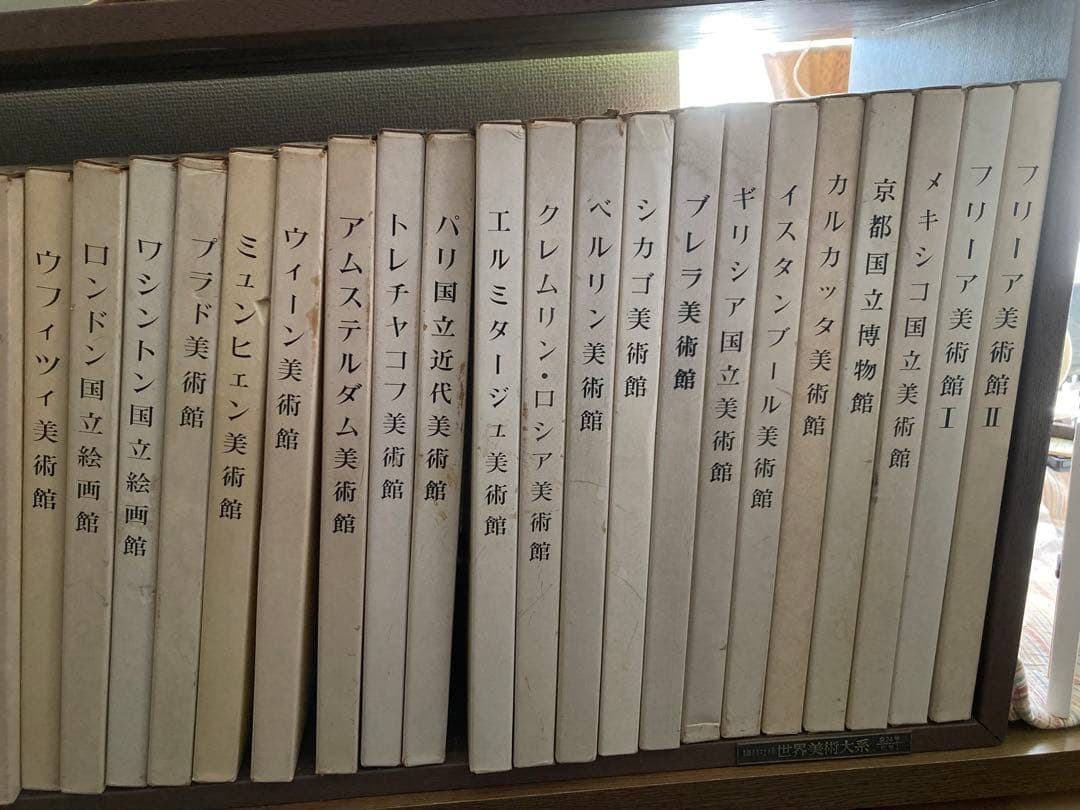 ウフィツィ美術館
ロンドン国立絵画館
ワシントン国立絵画館
プラド美術館
ミュンヒェン美術館
ウィーン美術館
アムステルダム美術館
トレチヤコフ美術館
パリ国立近代美術館
エルミタージュ美術館
クレムリン・ロシア美術館
ベルリン美術館
シカゴ美術館
ブレラ美術館
ギリシア国立美術館
イスタンブール美術館
カルカッタ美術館
京都国立博物館
メキシコ国立美術館
フリーア美術館 I
フリーア美術館 II
世界美術大系